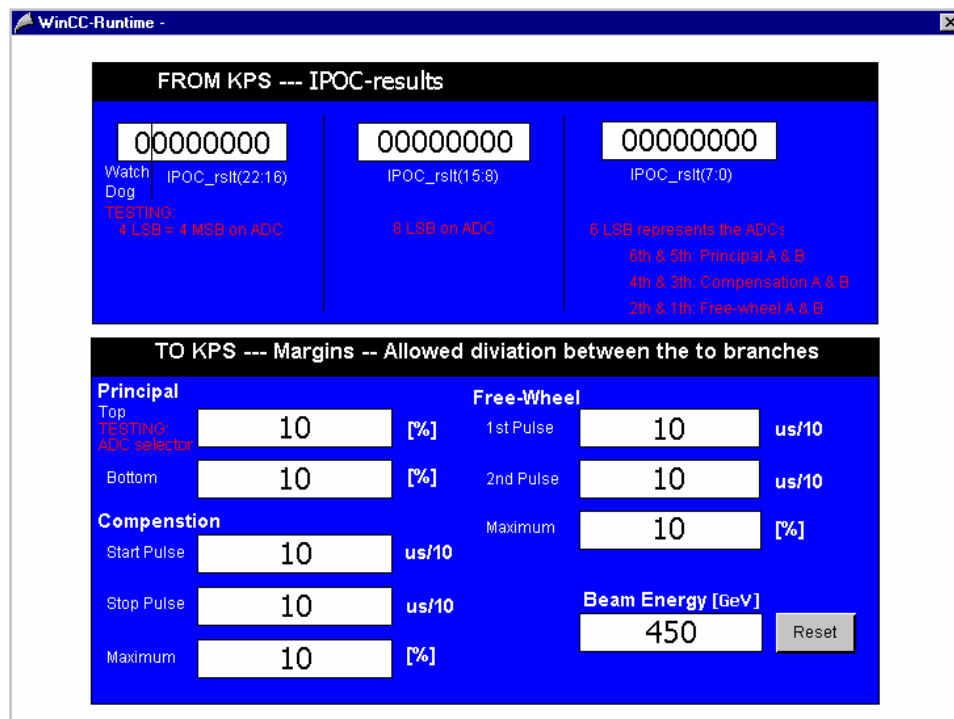 WinCC-Runtime -
FROM KPS --- IPOC-results
00000000 00000000 00000000
Watch Dog IPOC_rslt(22:16) IPOC_rslt(15:8) IPOC_rslt(7:0)
TESTING:
4 LSB = 4 MSB on ADC
8 LSB on ADC
6 LSB represents the ADCs
6th & 5th: Principal A & B
4th & 3th: Compensation A & B
2th & 1th: Free-wheel A & B
TO KPS --- Margins -- Allowed diviation between the to branches
Principal
Top
TESTING:
ADC selector
10 [%]
Bottom 10 [%]
Compenstion
Start Pulse 10 us/10
Stop Pulse 10 us/10
Maximum 10 [%]
Free-Wheel
1st Pulse 10 us/10
2nd Pulse 10 us/10
Maximum 10 [%]
Beam Energy [GeV]
450 Reset